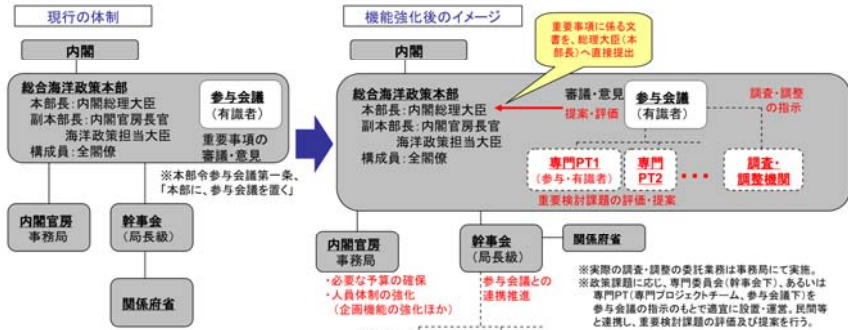 現行の体制
内閣
総合海洋政策本部
本部長:内閣総理大臣
副本部長:内閣官房長官
海洋政策担当大臣
構成員:全閣僚
参与会議
(有識者)
重要事項の
審議・意見
※本部令参与会議第一条、
「本部に、参与会議を置く」
内閣官房
事務局
幹事会
(局長級)
関係府省
機能強化後のイメージ
重要事項に係る文
書を、総理大臣(本
部長)へ直接提出
内閣
総合海洋政策本部
本部長:内閣総理大臣
副本部長:内閣官房長官
海洋政策担当大臣
構成員:全閣僚
審議・意見
提案・評価
参与会議
(有識者)
調査・調整
の指示
専門PT1
(参与・有識者)
専門
PT2
調査・
調整機関
重要検討課題の評価・提案
内閣官房
事務局
・必要な予算の確保
・人員体制の強化
(企画機能の強化ほか)
幹事会
(局長級)
参与会議との
連携推進
関係府省
※実際の調査・調整の委託業務は事務局にて実施。
※政策課題に応じ、専門委員会(幹事会下)、あるいは
専門PT(専門プロジェクトチーム、参与会議下)を
参与会議の指示のもとで適宜に設置・運営。民間等
と連携し、重要検討課題の評価及び提案を行う。